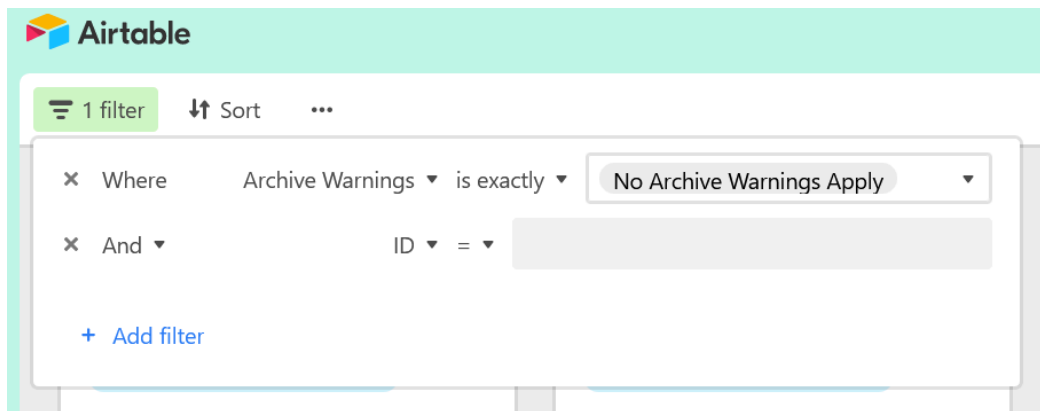 Airtable
1 filter Sort ...
× Where Archive Warnings ▼ is exactly ▼ No Archive Warnings Apply ▼
× And ▼ ID ▼ = ▼
+ Add filter